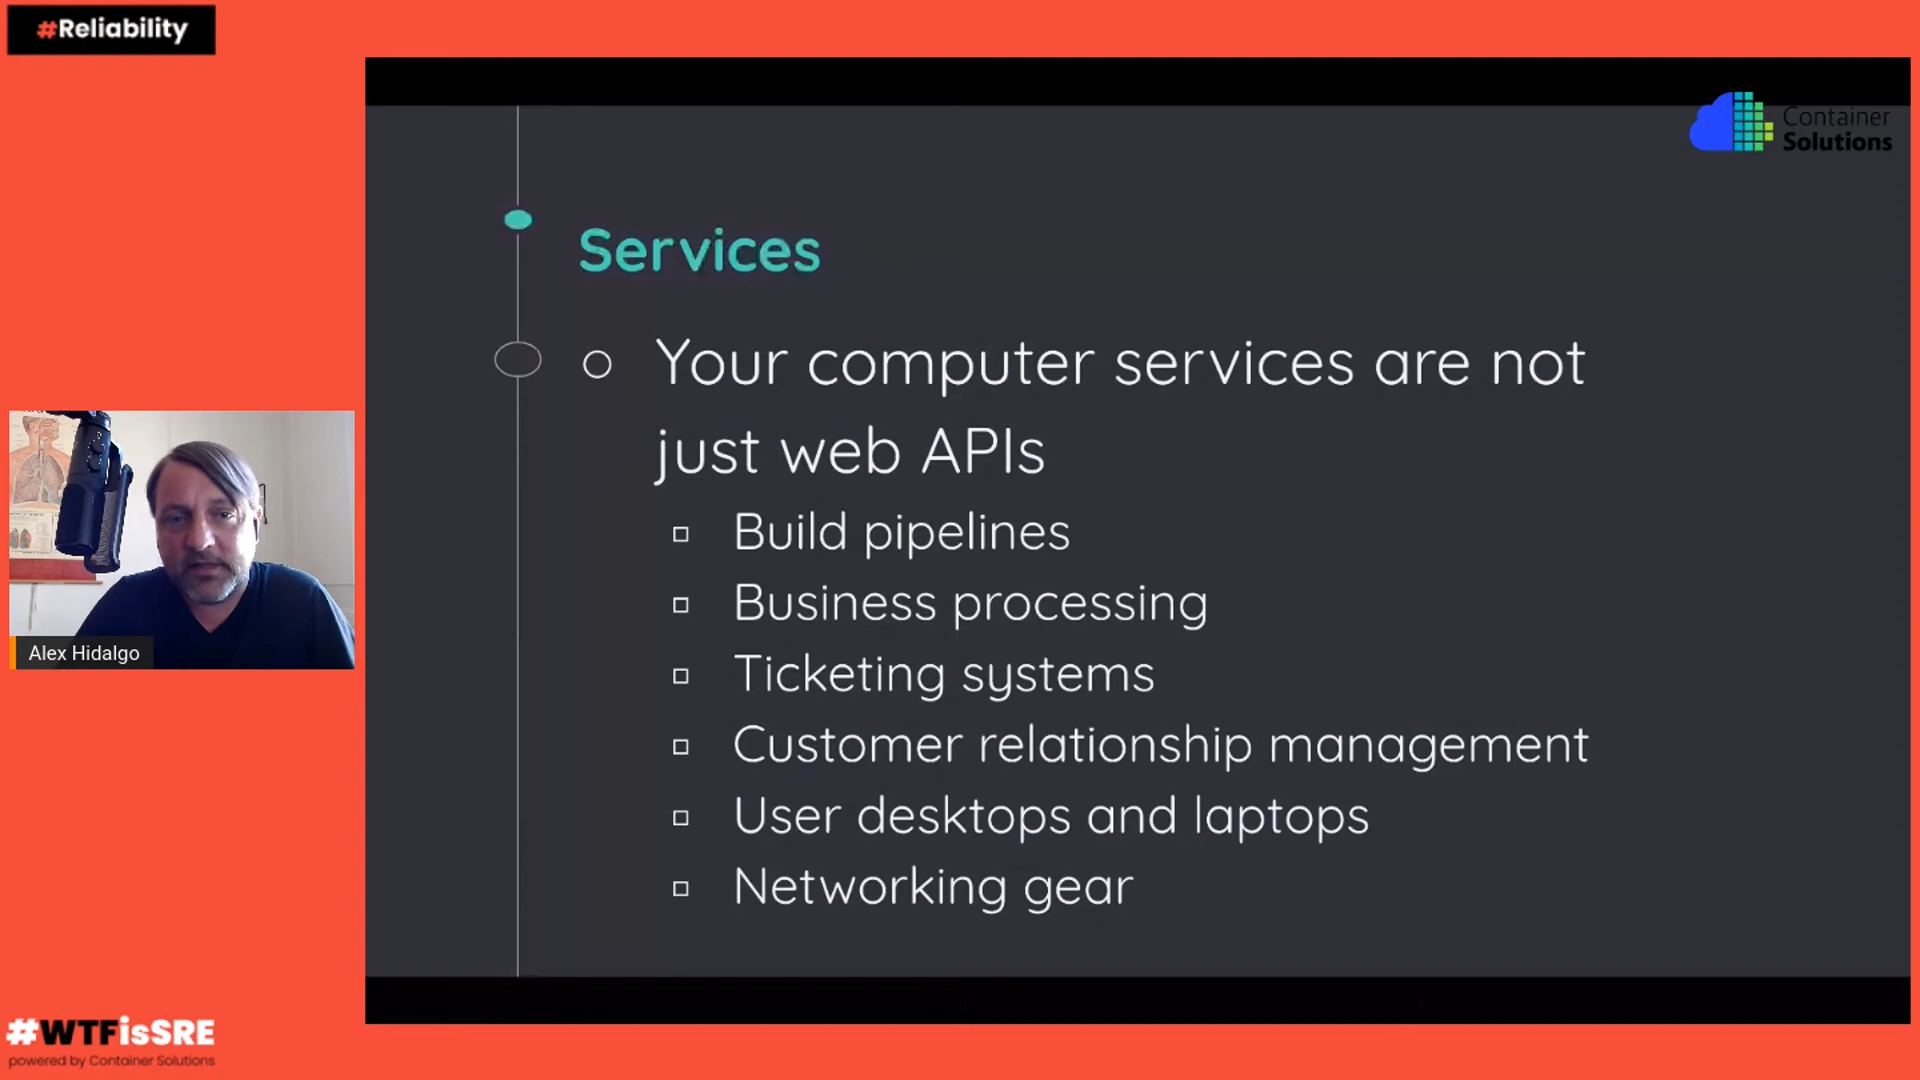 #Reliability
Container
Solutions
Services
Your computer services are not
just web APIs
Build pipelines
Business processing
Ticketing systems
Customer relationship management
User desktops and laptops
Networking gear
Alex Hidalgo
#WTFisSRE
powered by Container Solutions